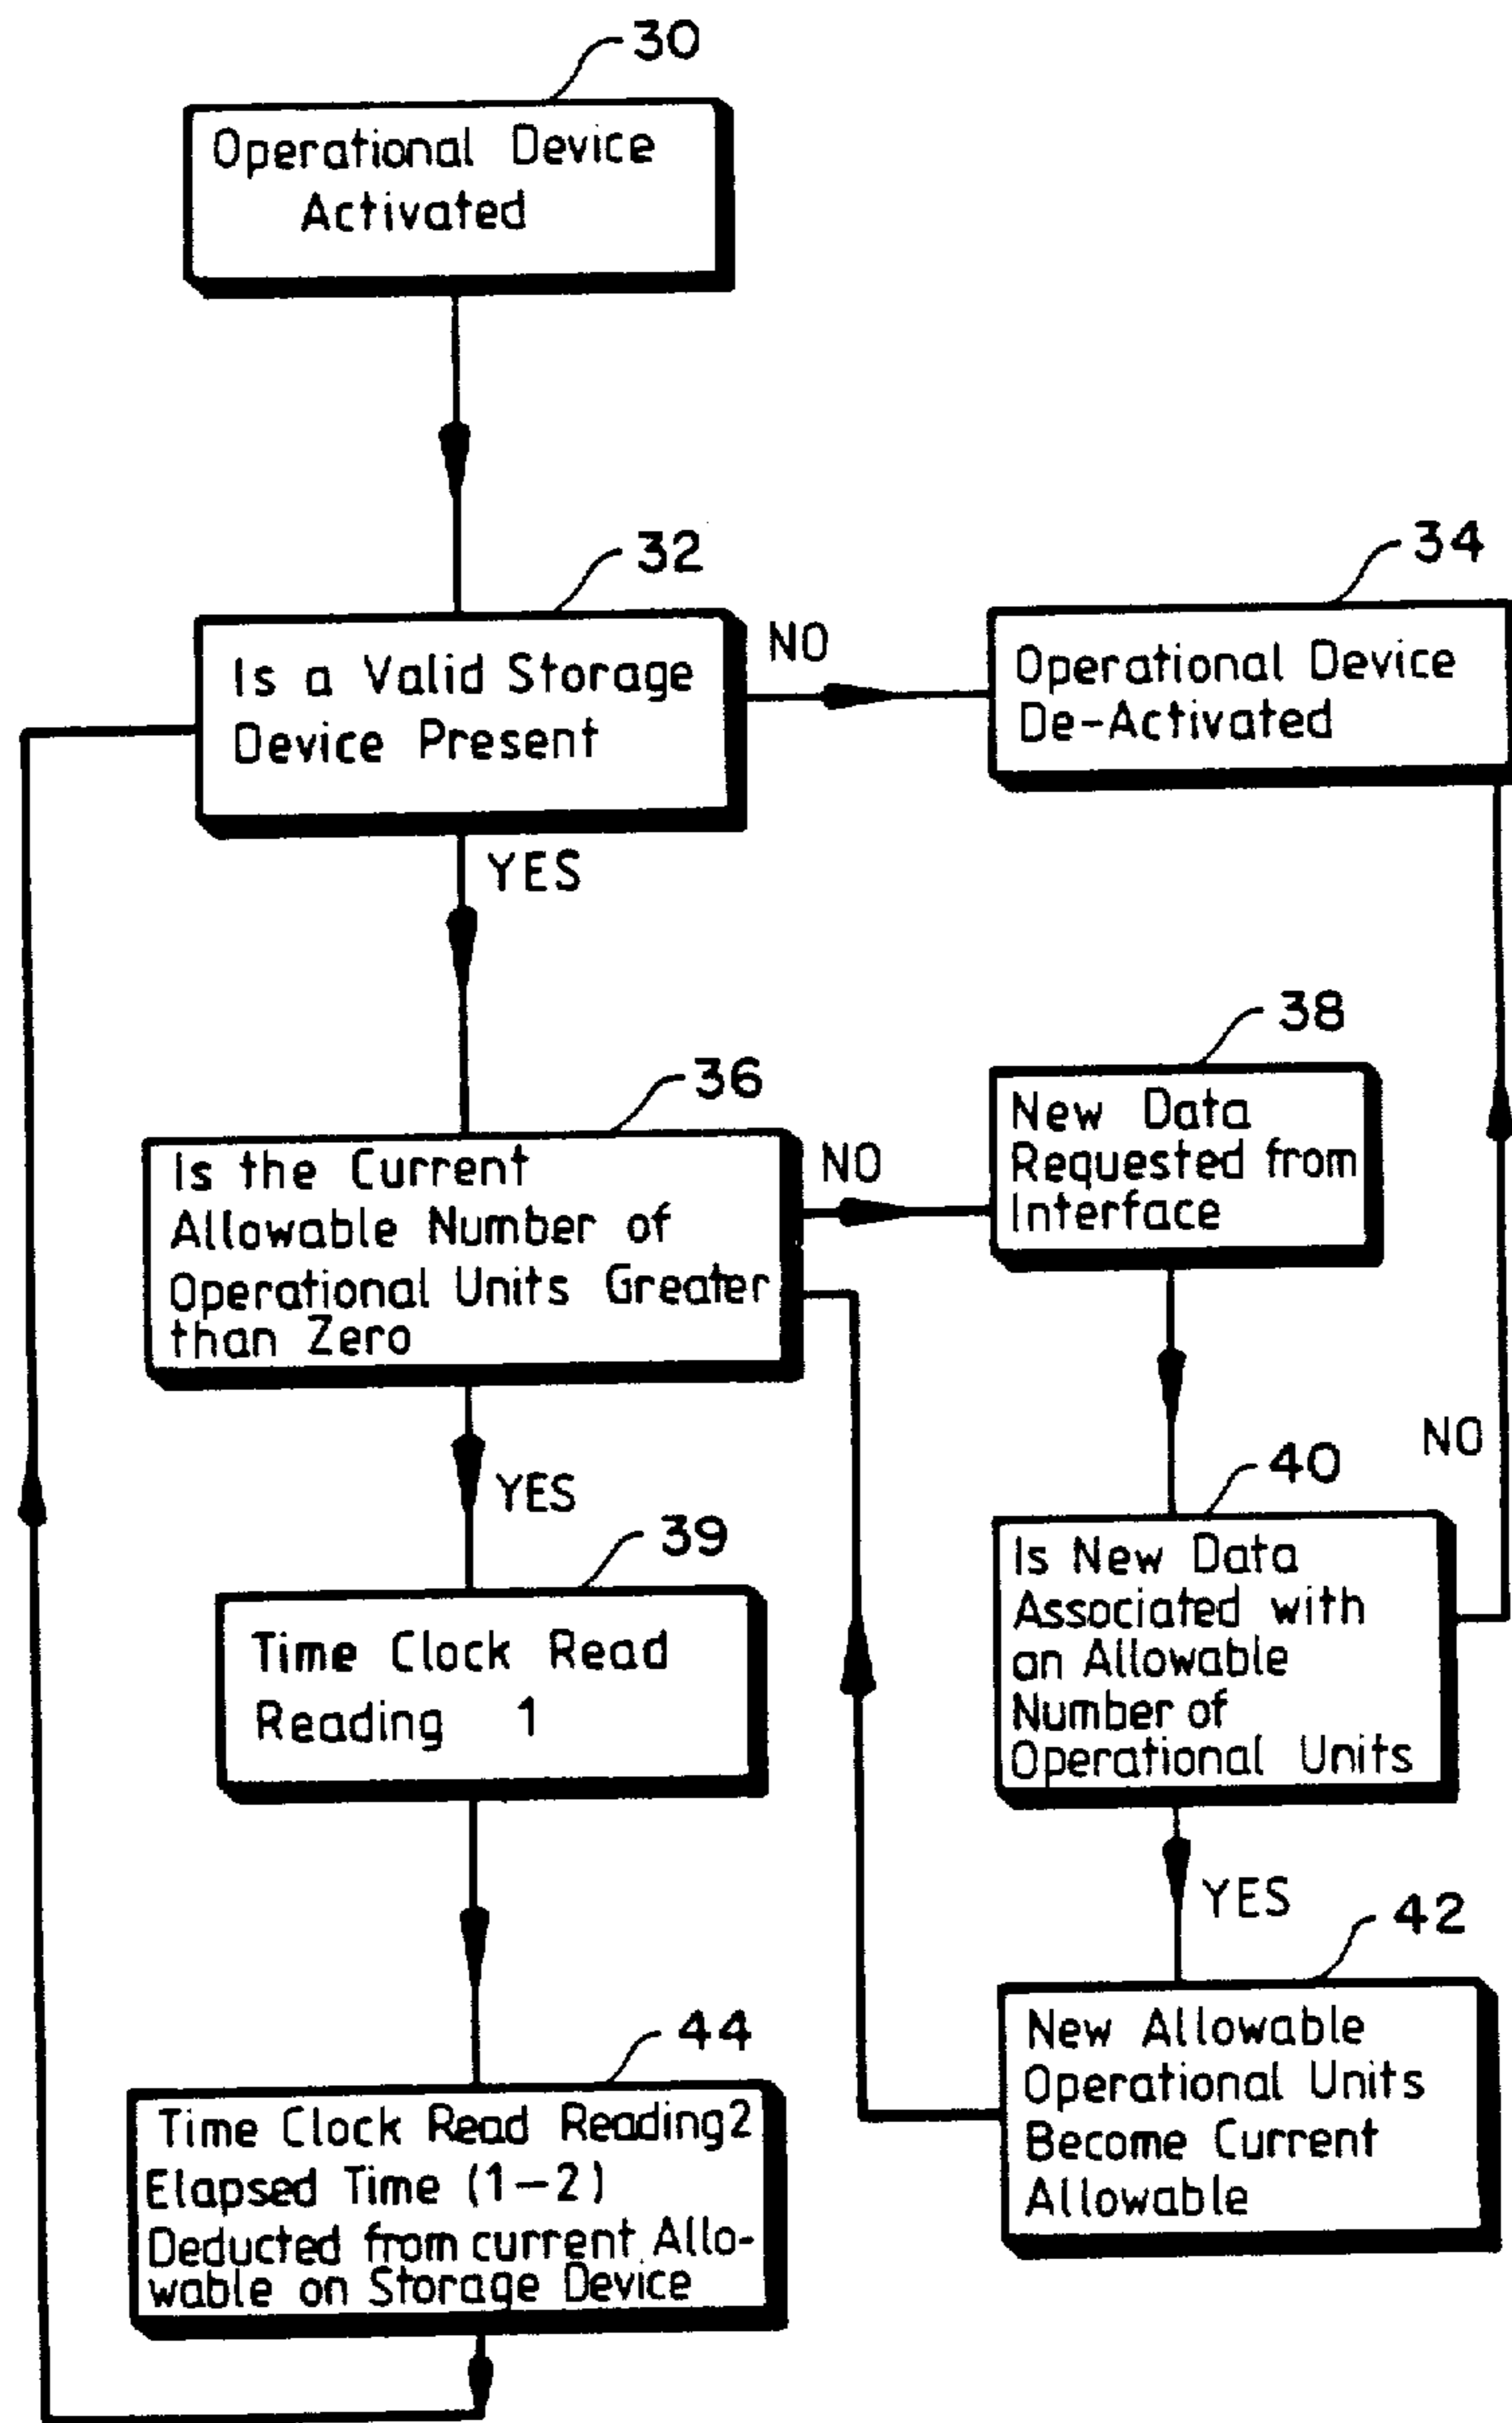 30
Operational Device
Activated
32
Is a Valid Storage
Device Present
NO
34
Operational Device
De-Activated
YES
36
Is the Current
Allowable Number of
Operational Units Greater
than Zero
NO
38
New Data
Requested from
Interface
YES
39
Time Clock Read
Reading 1
40
Is New Data
Associated with
an Allowable
Number of
Operational Units
NO
YES
42
New Allowable
Operational Units
Become Current
Allowable
44
Time Clock Read Reading2
Elapsed Time (1-2)
Deducted from current Allo-
wable on Storage Device